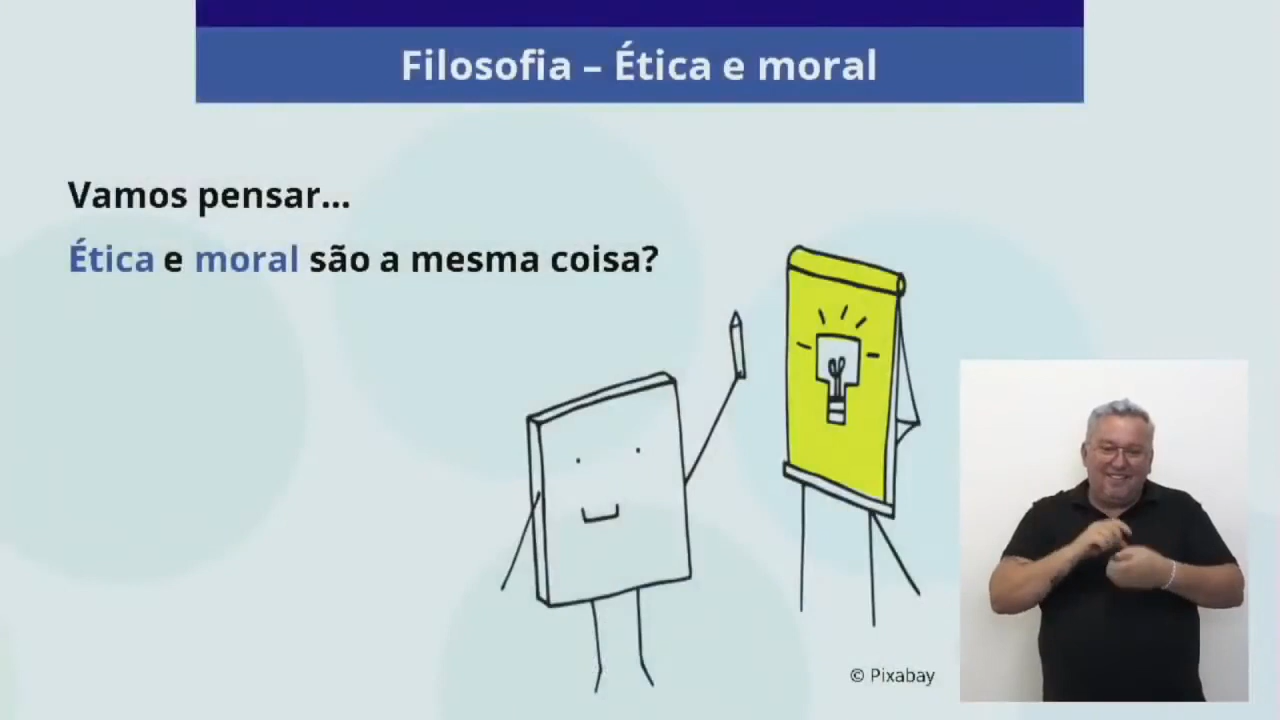 Filosofia – Ética e moral
Vamos pensar...
Ética e moral são a mesma coisa?
© Pixabay